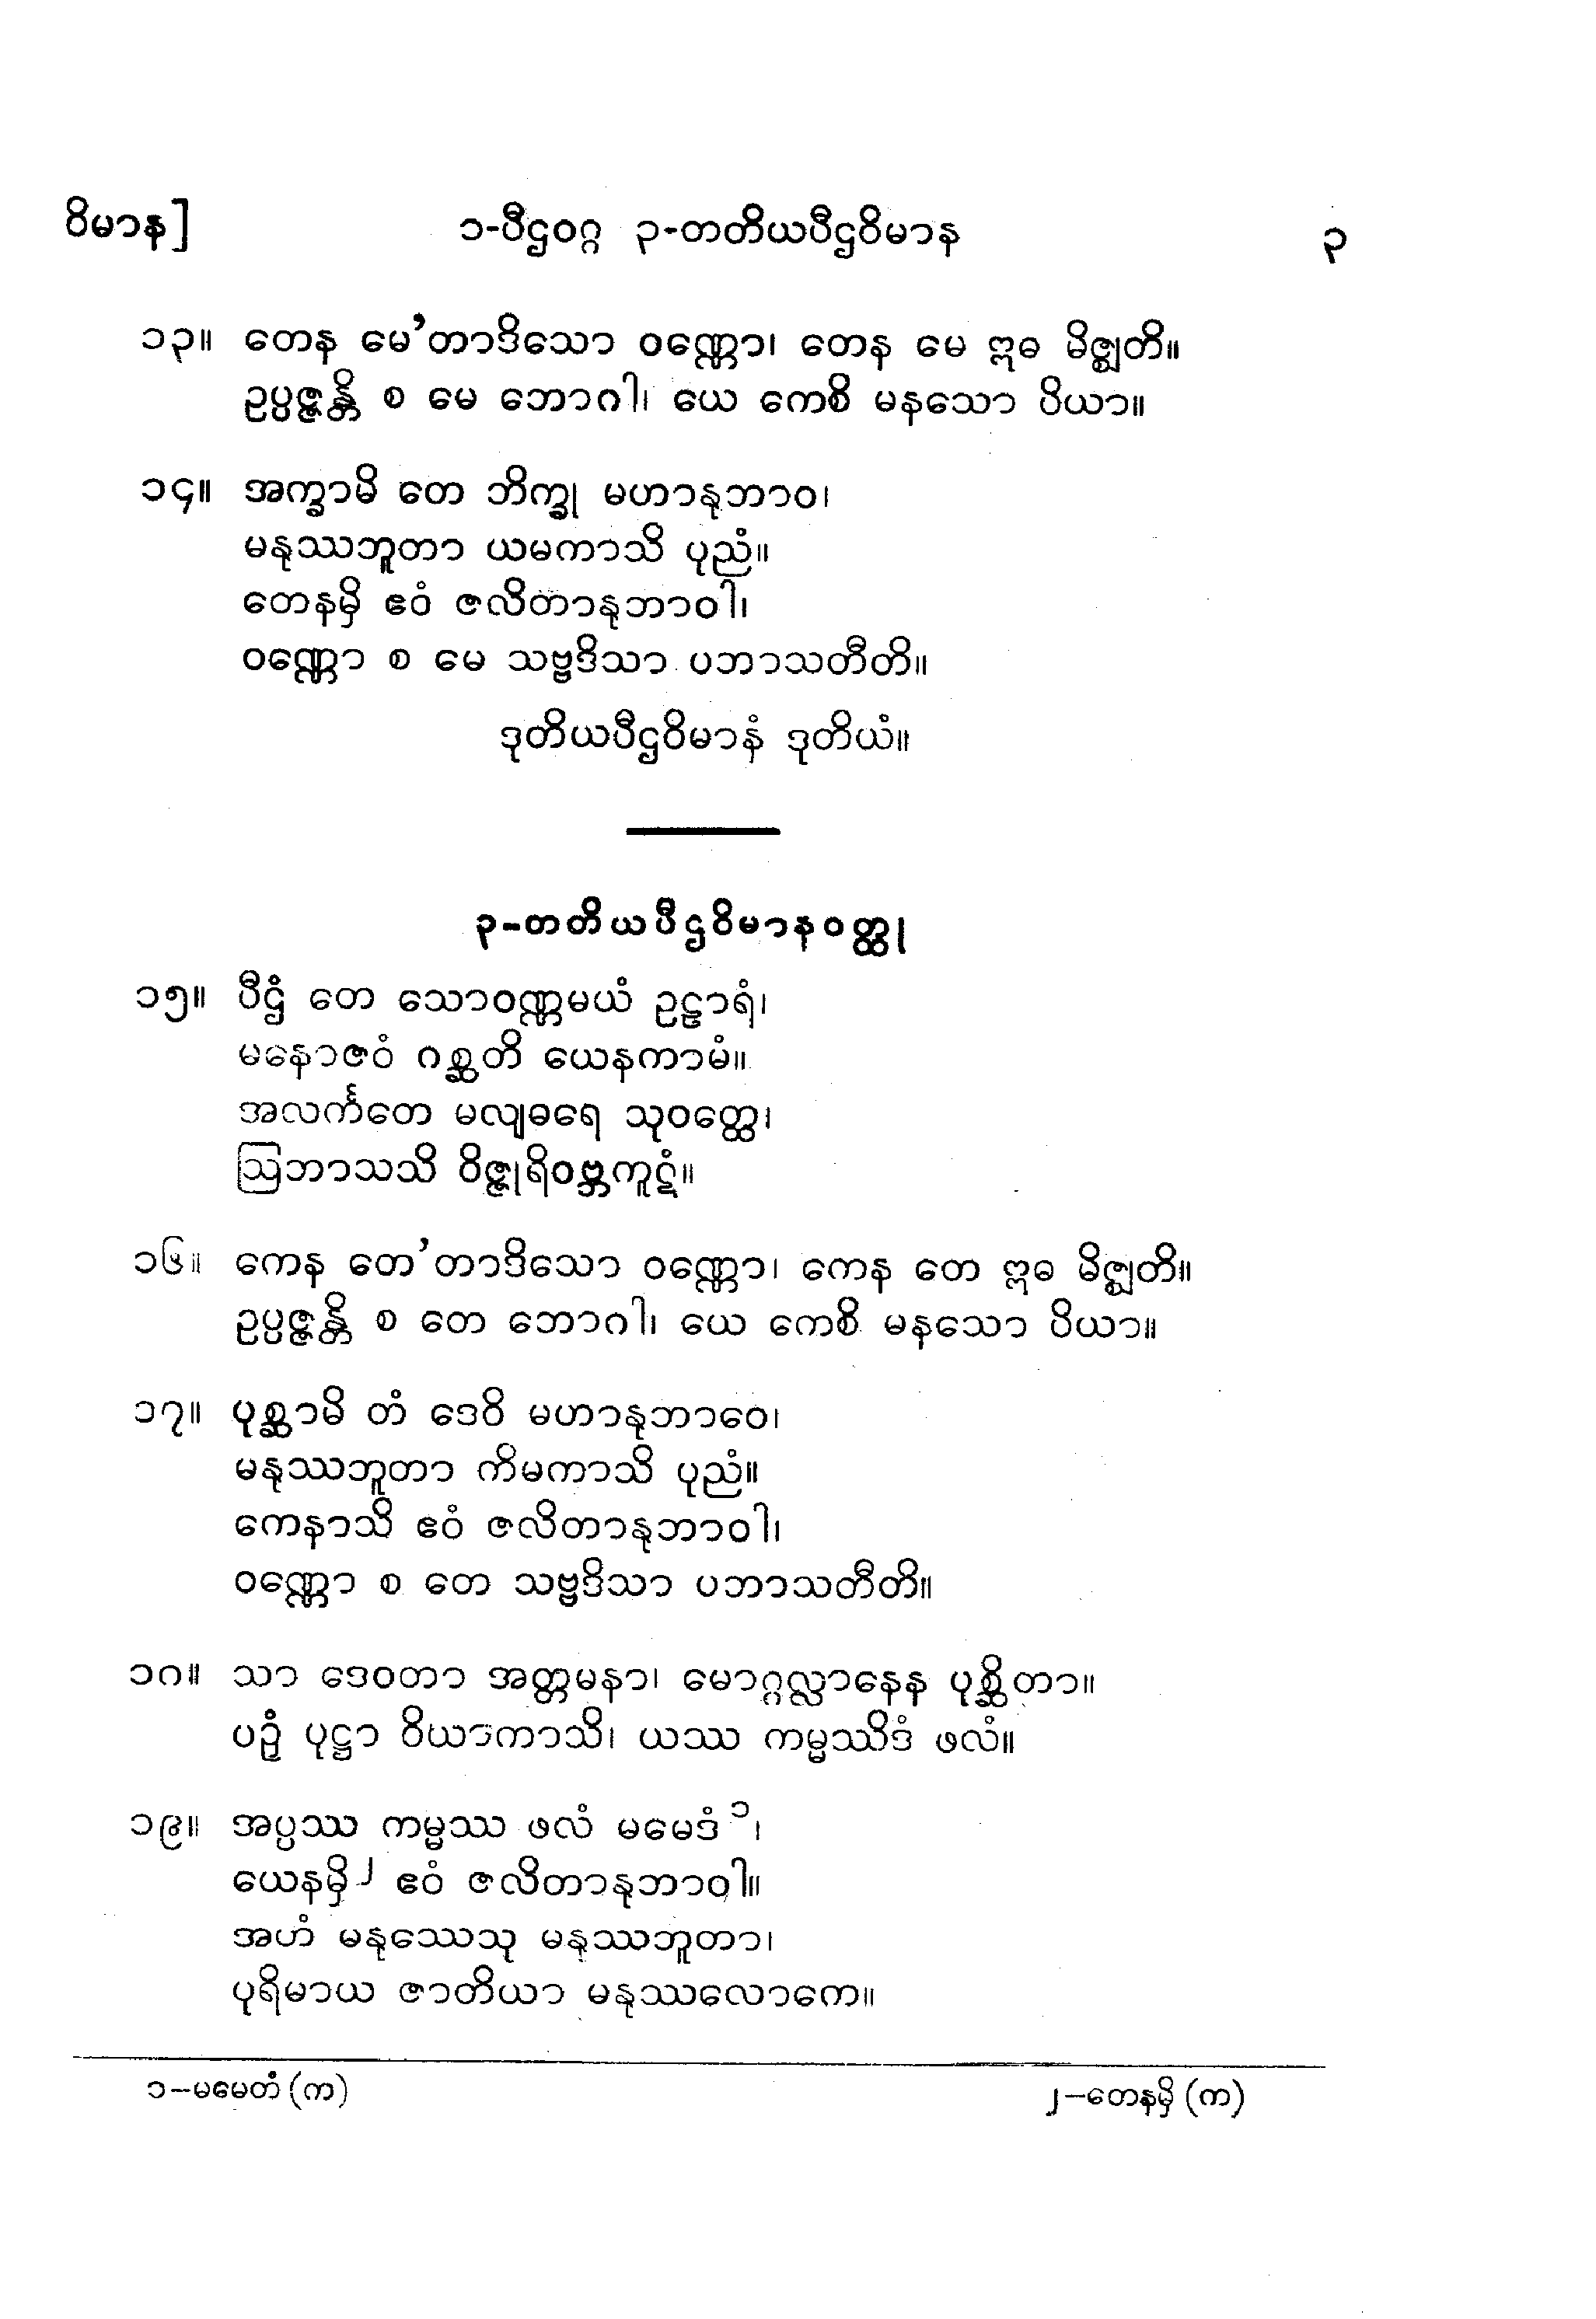 ဝိမာန]
၁-ပီဌဝဂ္ဂ ၃-တတိယပီဌဝိမာန
၃
၁၃။ တေန မေ’တာဒိသော ဝဏ္ဏော၊ တေန မေ ဣဓ မိဇ္ဈတိ။
ဥပ္ပဇ္ဇန္တိ စ မေ ဘောဂါ၊ ယေ ကေစိ မနသော ပိယာ။
၁၄။ အက္ခာမိ တေ ဘိက္ခု မဟာနုဘာဝ၊
မနုဿဘူတာ ယမကာသိ ပုညံ။
တေနမှိ ဧဝံ ဇလိတာနုဘာဝါ၊
ဝဏ္ဏော စ မေ သဗ္ဗဒိသာ ပဘာသတီတိ။
ဒုတိယပီဌဝိမာနံ ဒုတိယံ။
၃-တတိယပီဌဝိမာနဝတ္ထု
၁၅။ ပီဌံ တေ သောဝဏ္ဏမယံ ဥဠာရံ၊
မနောဇဝံ ဂစ္ဆတိ ယေနကာမံ။
အလင်္ကတေ မလျဓရေ သုဝတ္ထေ၊
ဩဘာသသိ ဝိဇ္ဇုရိဝဗ္ဘကူဋံ။
၁၆။ ကေန တေ’တာဒိသော ဝဏ္ဏော၊ ကေန တေ ဣဓ မိဇ္ဈတိ။
ဥပ္ပဇ္ဇန္တိ စ တေ ဘောဂါ၊ ယေ ကေစိ မနသော ပိယာ။
၁၇။ ပုစ္ဆာမိ တံ ဒေဝိ မဟာနုဘာဝေ၊
မနုဿဘူတာ ကိမကာသိ ပုညံ။
ကေနာသိ ဧဝံ ဇလိတာနုဘာဝါ၊
ဝဏ္ဏော စ တေ သဗ္ဗဒိသာ ပဘာသတီတိ။
၁၈။ သာ ဒေဝတာ အတ္တမနာ၊ မောဂ္ဂလ္လာနေန ပုစ္ဆိတာ။
ပဉှံ ပုဋ္ဌာ ဝိယာကာသိ၊ ယဿ ကမ္မဿိဒံ ဖလံ။
၁၉။ အပ္ပဿ ကမ္မဿ ဖလံ မမေဒံ ၁၊
ယေနမှိ ၂ ဧဝံ ဇလိတာနုဘာဝါ။
အဟံ မနုဿေသု မနုဿဘူတာ၊
ပုရိမာယ ဇာတိယာ မနုဿလောကေ။
၁–မမေတံ (က)
၂–တေနမှိ (က)